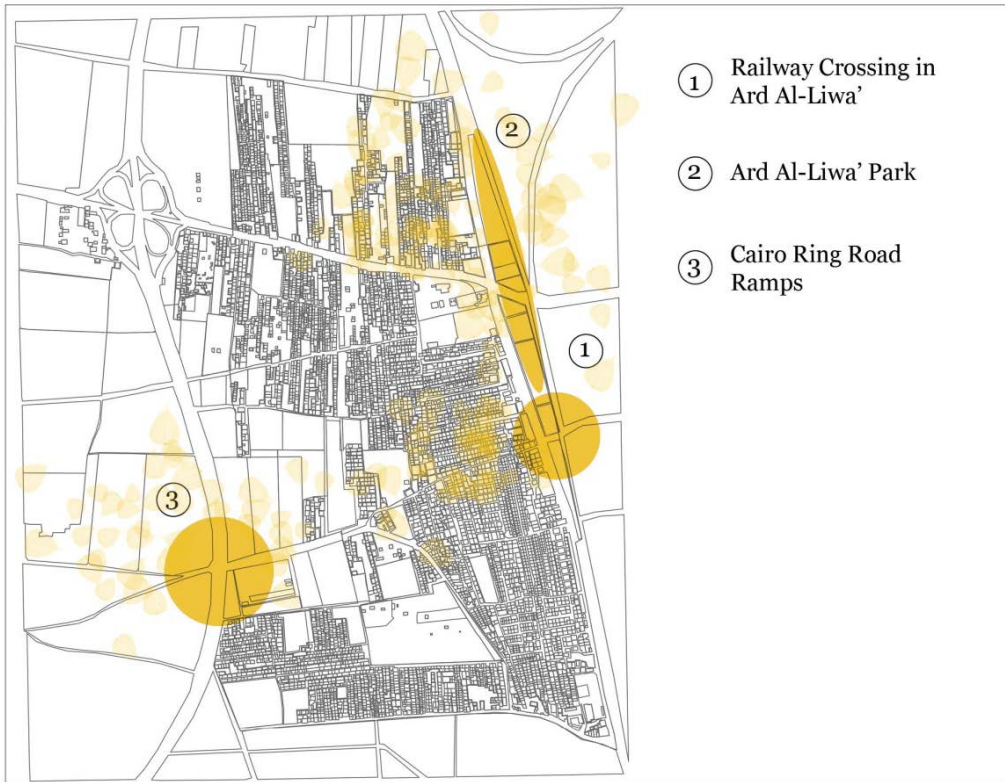 1 Railway Crossing in
Ard Al-Liwa’
2 Ard Al-Liwa’ Park
3 Cairo Ring Road
Ramps
2
1
3